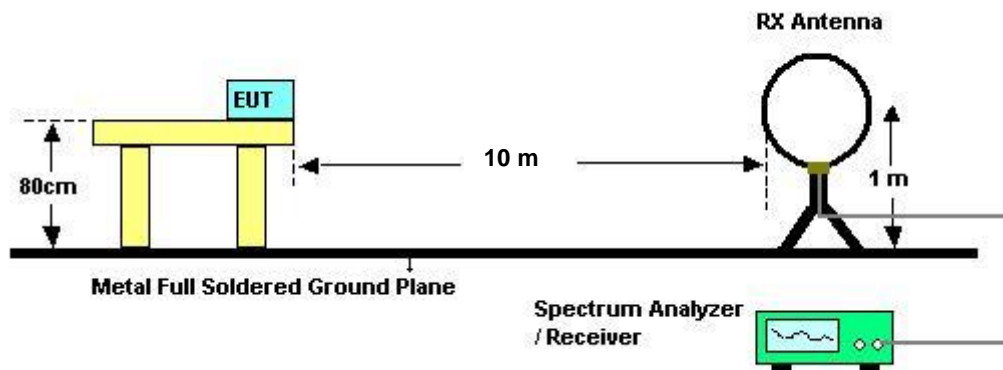 RX Antenna
EUT
10 m
80cm
1 m
Metal Full Soldered Ground Plane
Spectrum Analyzer
/ Receiver